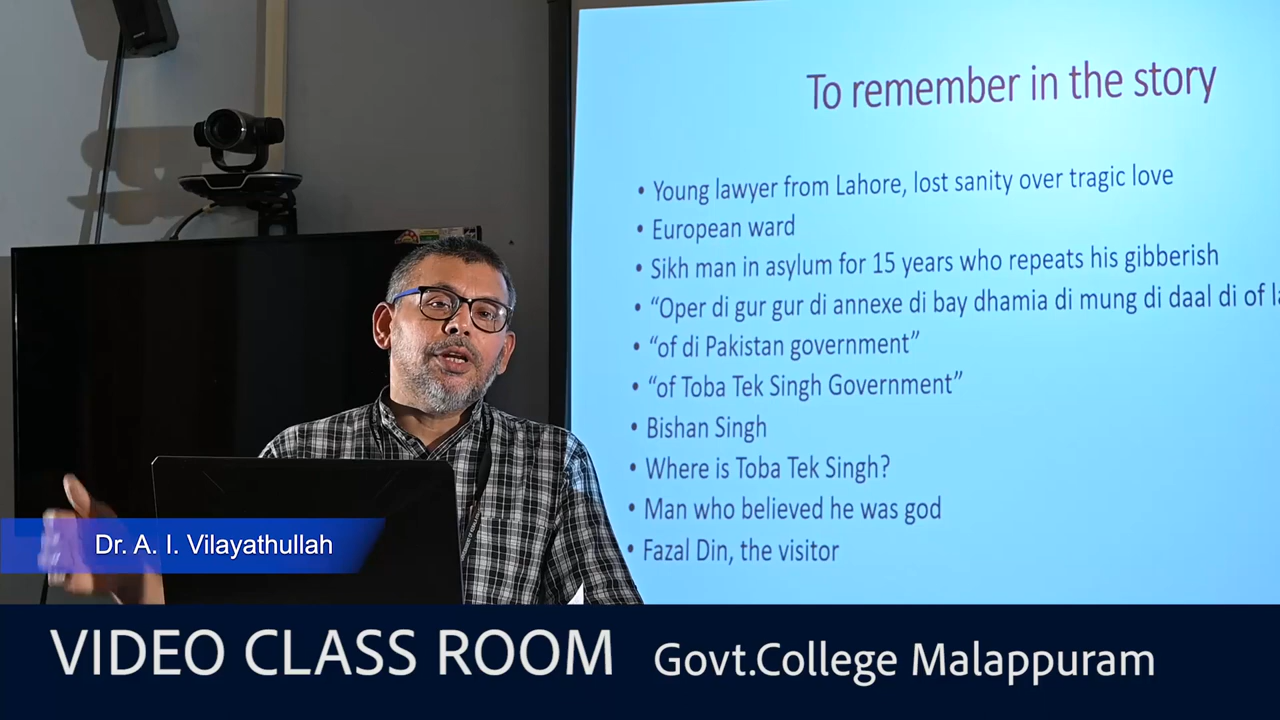 To remember in the story
• Young lawyer from Lahore, lost sanity over tragic love
• European ward
• Sikh man in asylum for 15 years who repeats his gibberish
• “Oper di gur gur di annexe di bay dhamia di mung di daal di of
• “of di Pakistan government”
• “of Toba Tek Singh Government”
• Bishan Singh
• Where is Toba Tek Singh?
• Man who believed he was god
• Fazal Din, the visitor
Dr. A. I. Vilayathullah
VIDEO CLASS ROOM Govt.College Malappuram